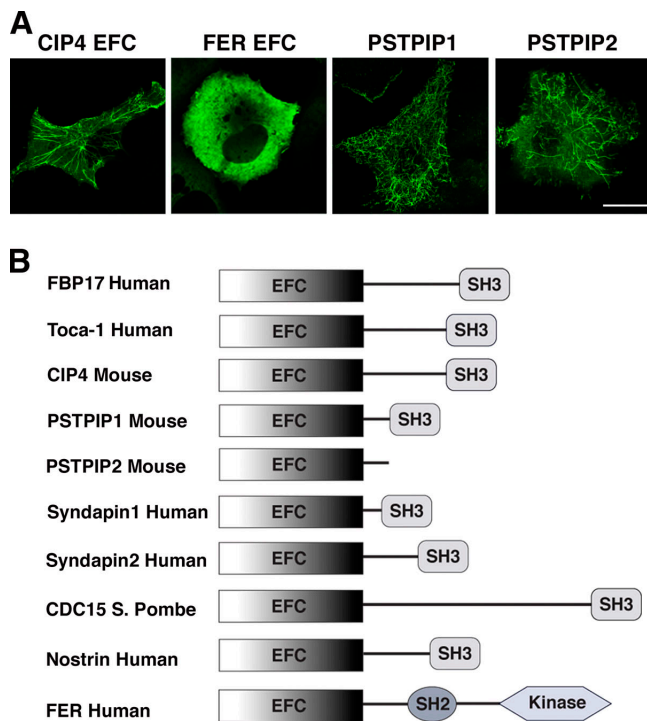 A
CIP4 EFC FER EFC PSTPIP1 PSTPIP2
B
FBP17 Human EFC SH3
Toca-1 Human EFC SH3
CIP4 Mouse EFC SH3
PSTPIP1 Mouse EFC SH3
PSTPIP2 Mouse EFC
Syndapin1 Human EFC SH3
Syndapin2 Human EFC SH3
CDC15 S. Pombe EFC SH3
Nostrin Human EFC SH3
FER Human EFC SH2 Kinase